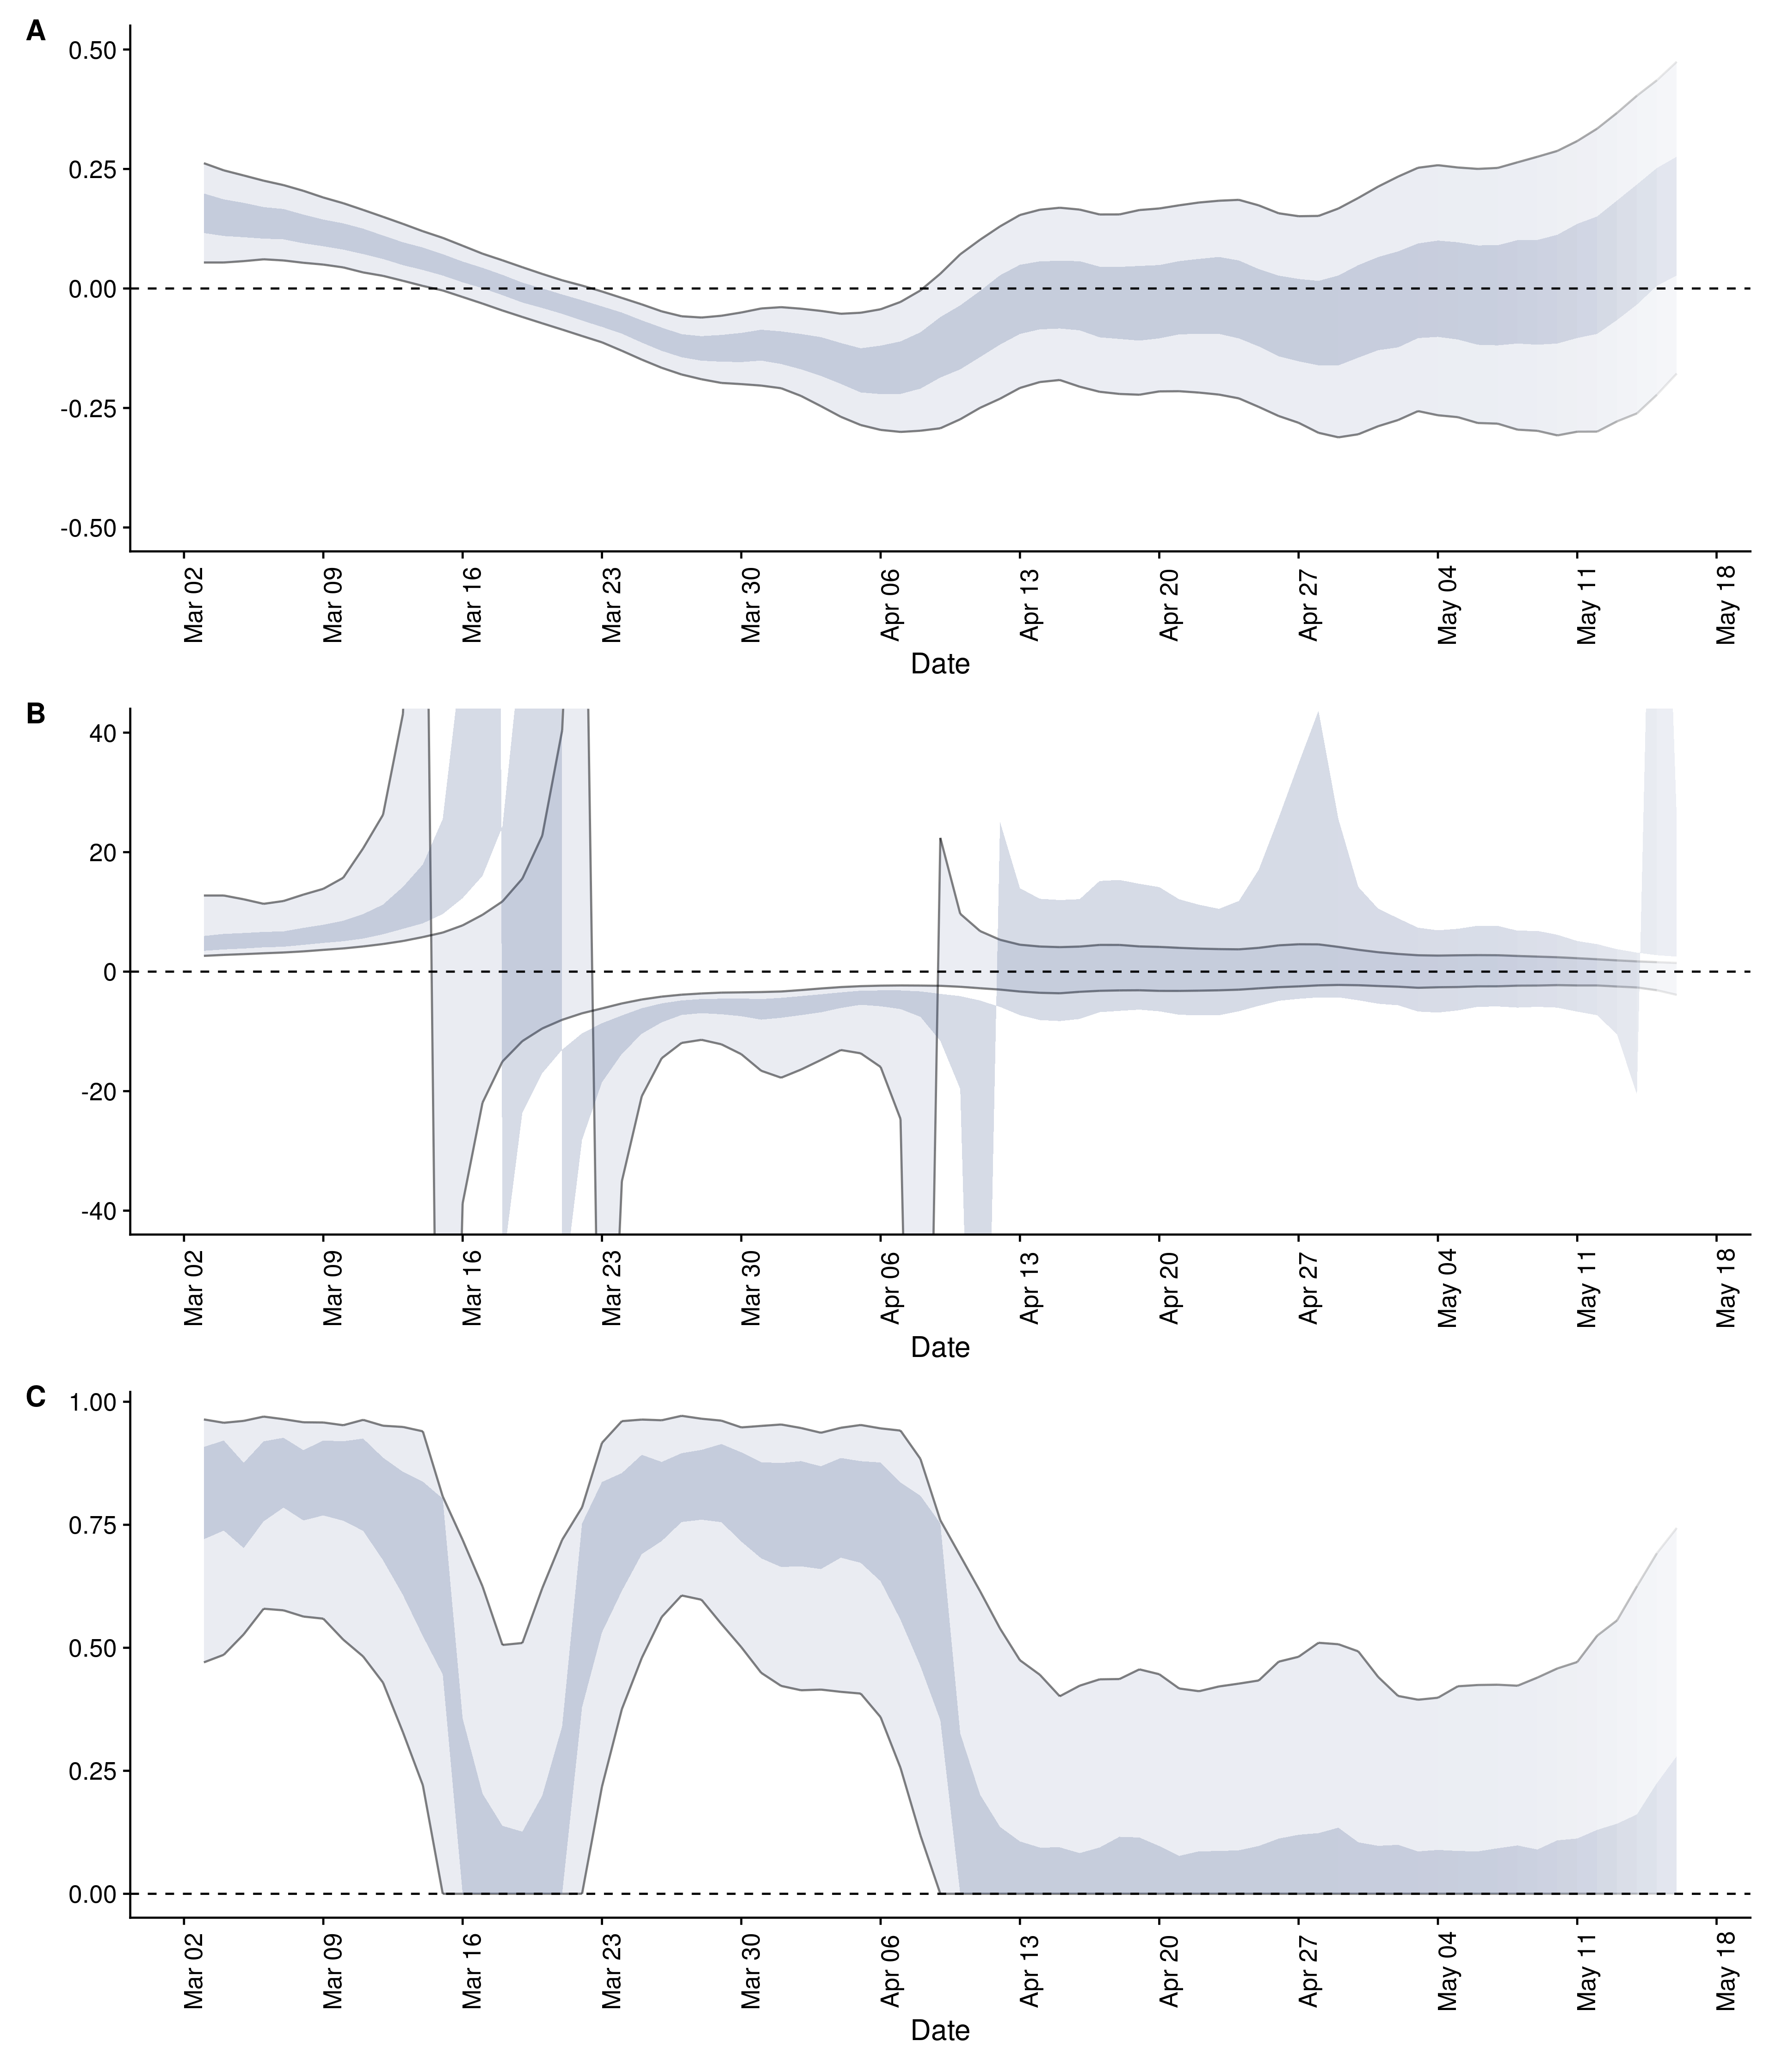 A
0.50
0.25
0.00
-0.25
-0.50
Mar 02
Mar 09
Mar 16
Mar 23
Mar 30
Apr 06
Apr 13
Apr 20
Apr 27
May 04
May 11
May 18
Date
B
40
20
0
-20
-40
Mar 02
Mar 09
Mar 16
Mar 23
Mar 30
Apr 06
Apr 13
Apr 20
Apr 27
May 04
May 11
May 18
Date
C
1.00
0.75
0.50
0.25
0.00
Mar 02
Mar 09
Mar 16
Mar 23
Mar 30
Apr 06
Apr 13
Apr 20
Apr 27
May 04
May 11
May 18
Date